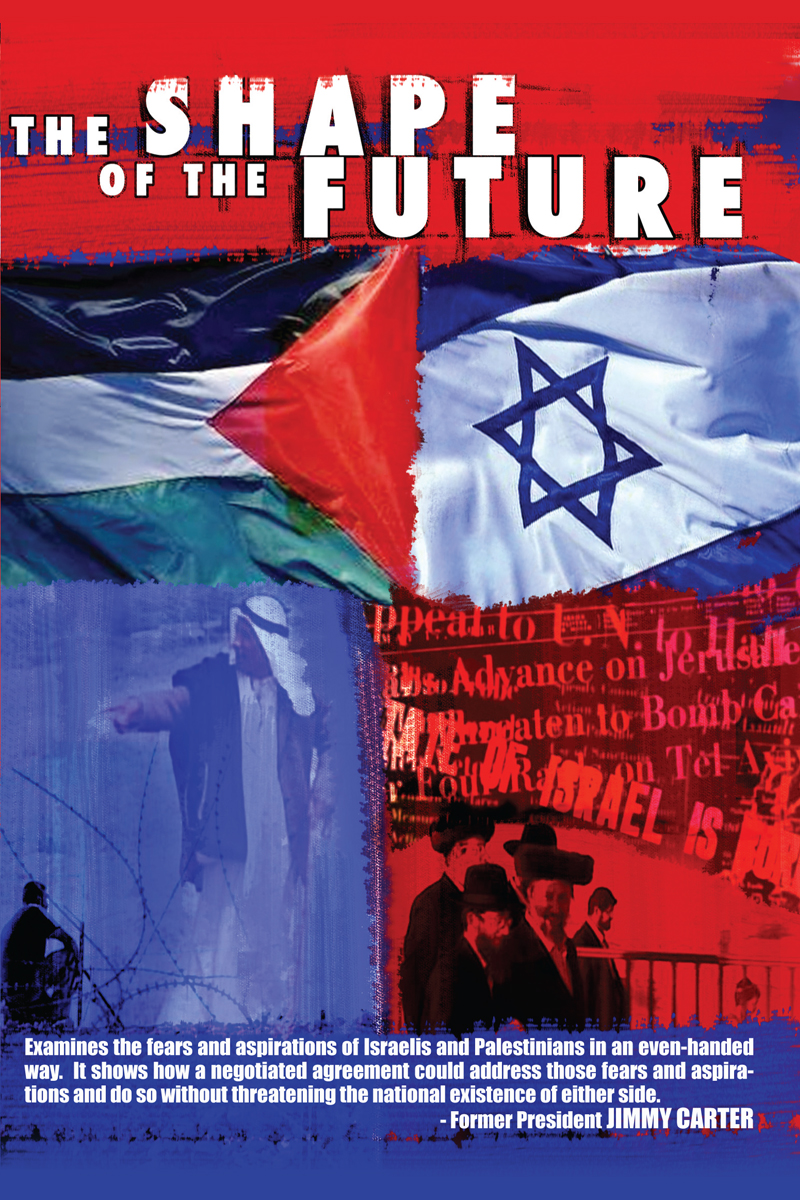 THE SHAPE
OF THE FUTURE
ppeal to U. N. to
Advance on Jerusale
to Bomb Ca
on Tel Av
OF ISRAEL IS
Examines the fears and aspirations of Israelis and Palestinians in an even-handed
way. It shows how a negotiated agreement could address those fears and aspira-
tions and do so without threatening the national existence of either side.
- Former President JIMMY CARTER